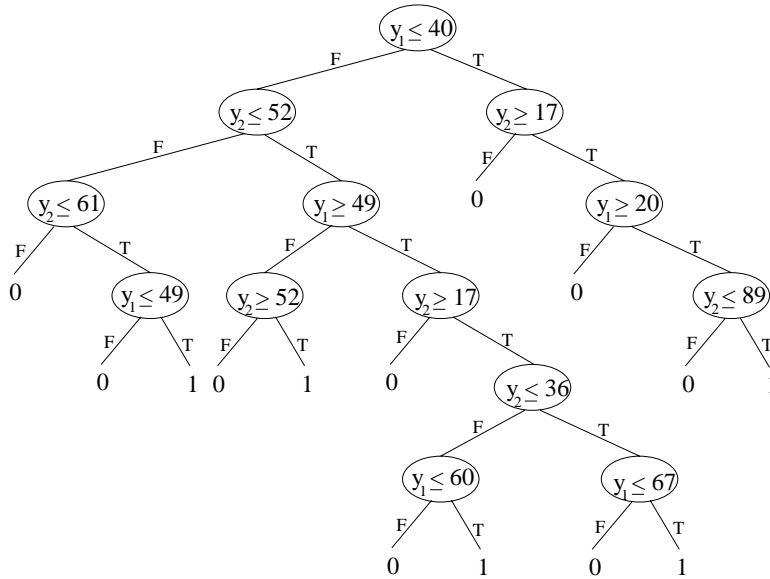 y₁ ≤ 40
F T
y₂ ≤ 52 y₂ ≥ 17
F T F T
y₂ ≤ 61 y₁ ≥ 49 0 y₁ ≥ 20
F T F T F T
0 y₁ ≤ 49 y₂ ≥ 52 y₂ ≥ 17 0 y₂ ≤ 89
F T F T F T F T
0 1 0 1 0 y₂ ≤ 36 0
F T
y₁ ≤ 60 y₁ ≤ 67
F T F T
0 1 0 1